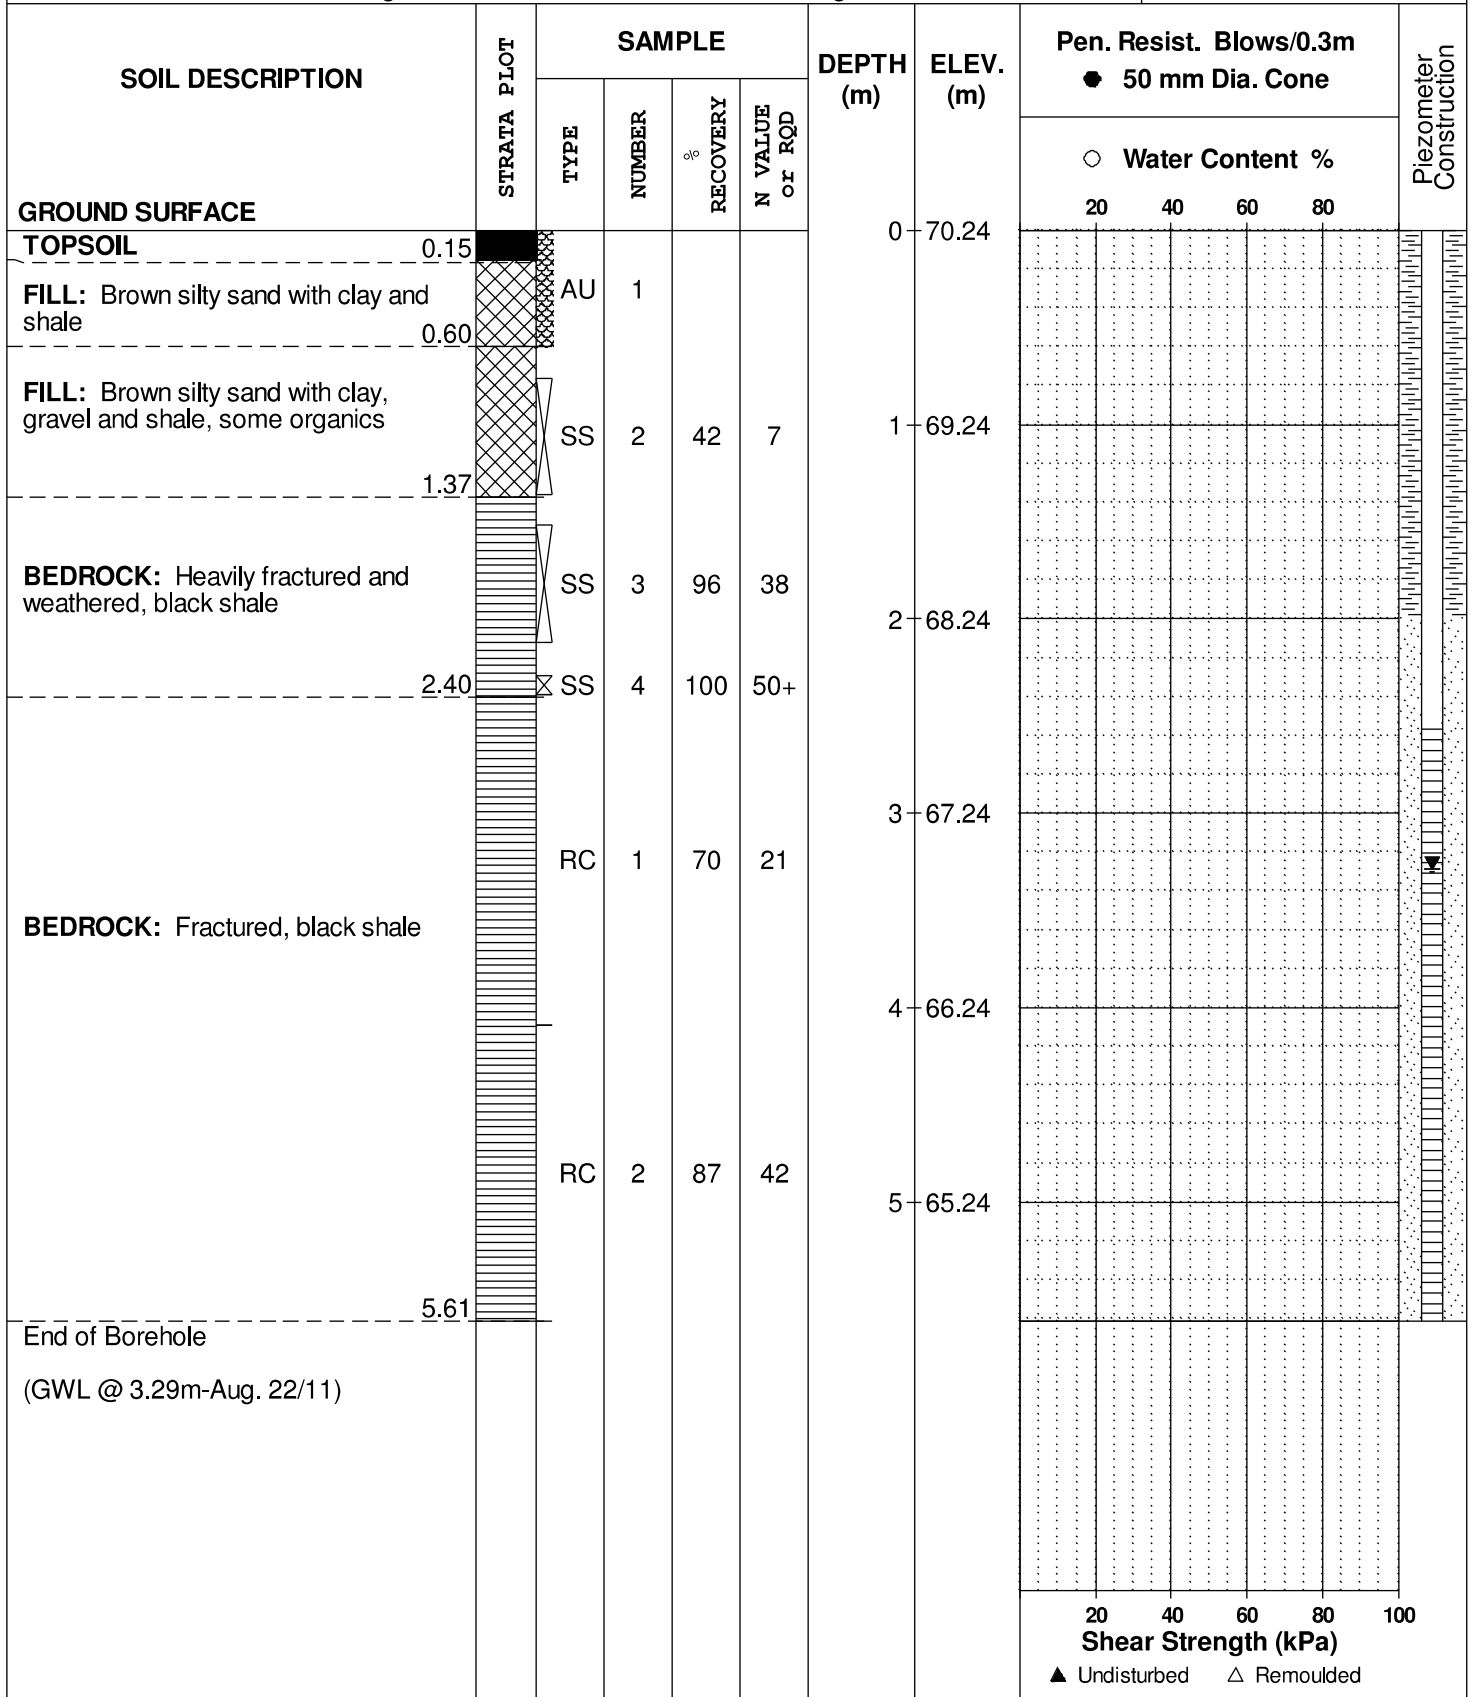 SOIL DESCRIPTION
GROUND SURFACE
STRATA PLOT
SAMPLE
TYPE
NUMBER
% RECOVERY
N VALUE
or RQD
DEPTH
(m)
ELEV.
(m)
Pen. Resist. Blows/0.3m
● 50 mm Dia. Cone
○ Water Content %
20 40 60 80
Piezometer
Construction
0 70.24
TOPSOIL 0.15
FILL: Brown silty sand with clay and
shale
0.60
AU 1
FILL: Brown silty sand with clay,
gravel and shale, some organics
1.37
SS 2 42 7
1 69.24
BEDROCK: Heavily fractured and
weathered, black shale
SS 3 96 38
2 68.24
2.40
SS 4 100 50+
3 67.24
RC 1 70 21
BEDROCK: Fractured, black shale
4 66.24
RC 2 87 42
5 65.24
5.61
End of Borehole
(GWL @ 3.29m-Aug. 22/11)
20 40 60 80 100
Shear Strength (kPa)
▲ Undisturbed △ Remoulded